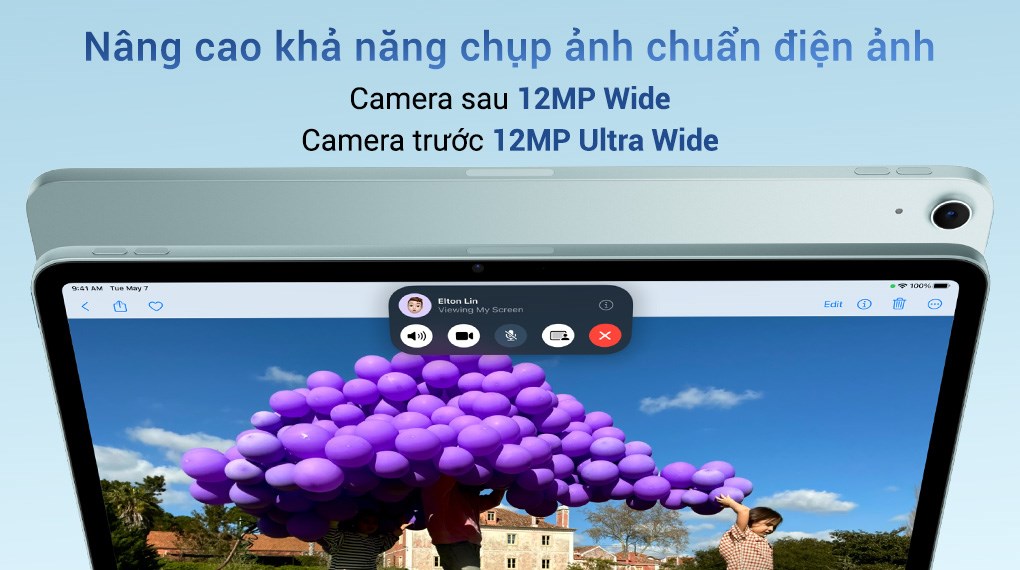 Nâng cao khả năng chụp ảnh chuẩn điện ảnh
Camera sau 12MP Wide
Camera trước 12MP Ultra Wide
9:41 AM Tue May 7
100%
Elton Lin
Viewing My Screen
Edit